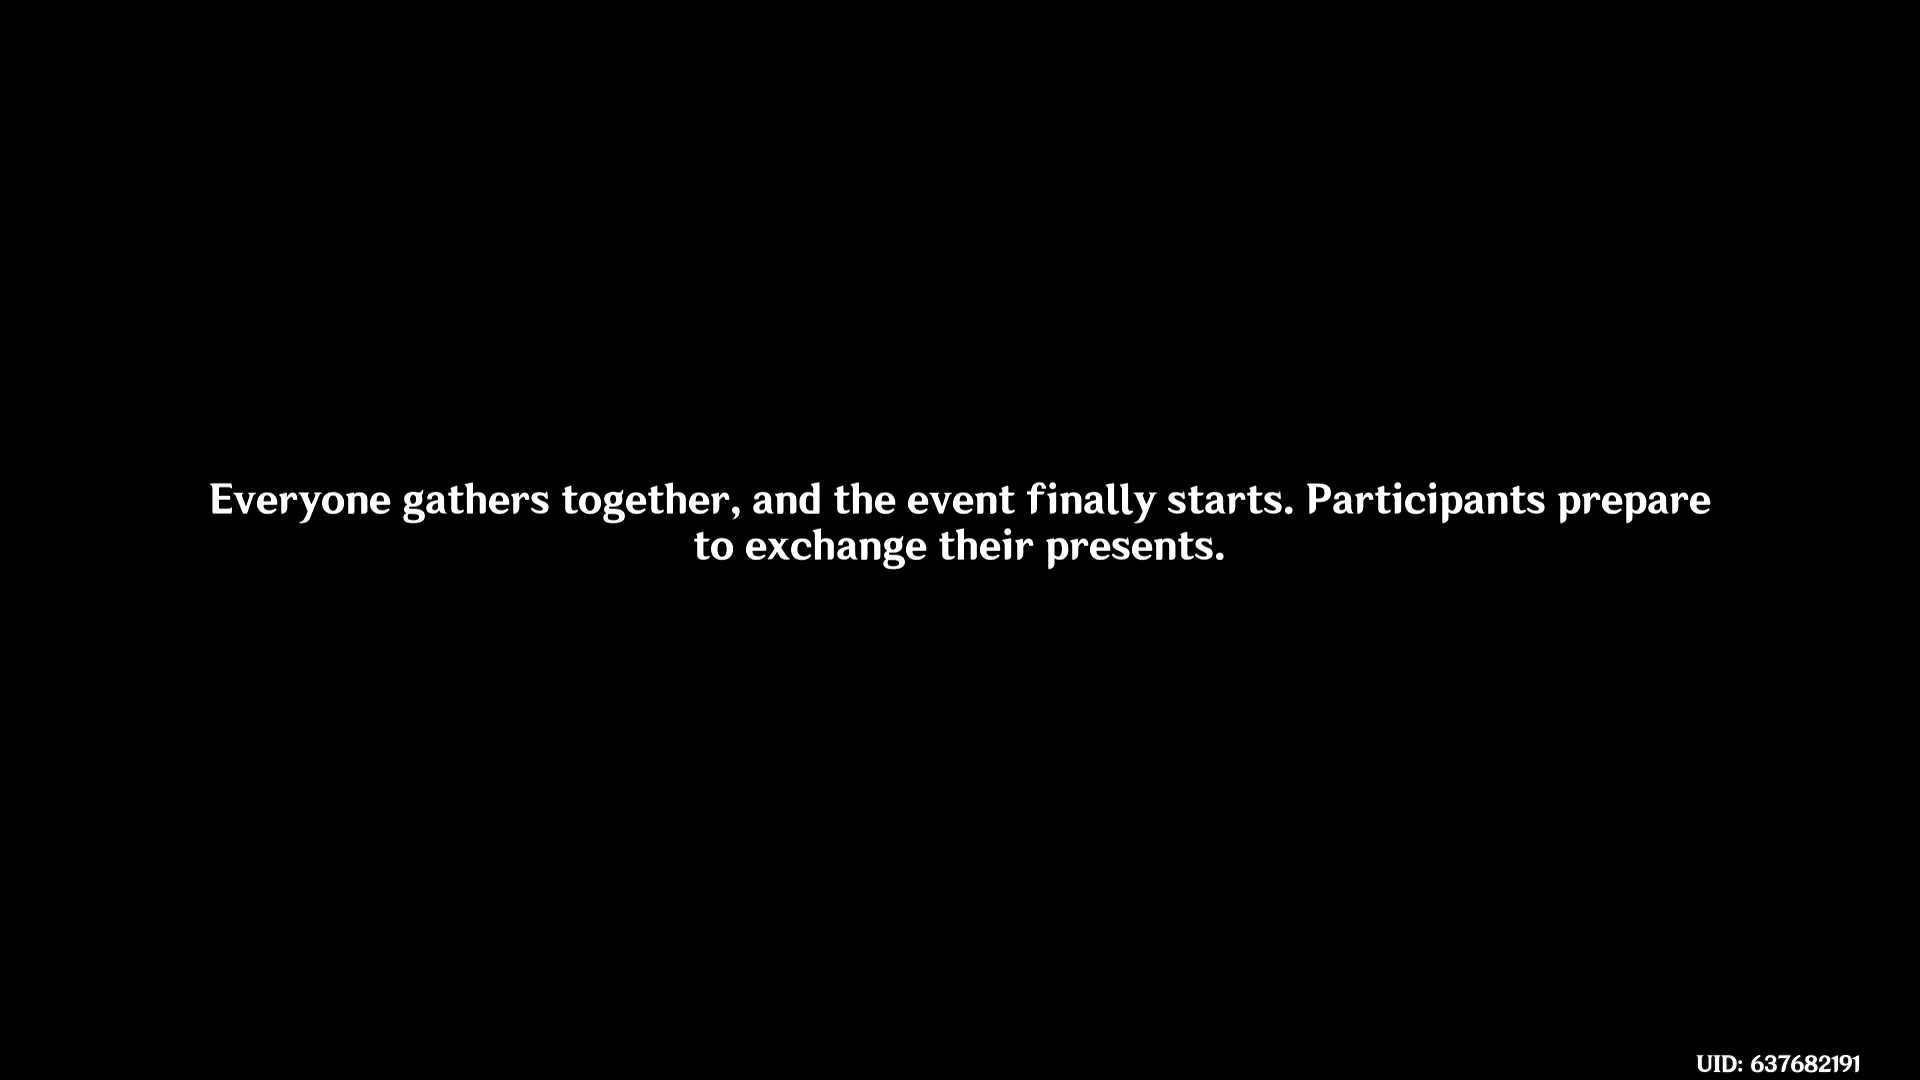 Everyone gathers together, and the event finally starts. Participants prepare
to exchange their presents.
UID: 637682191